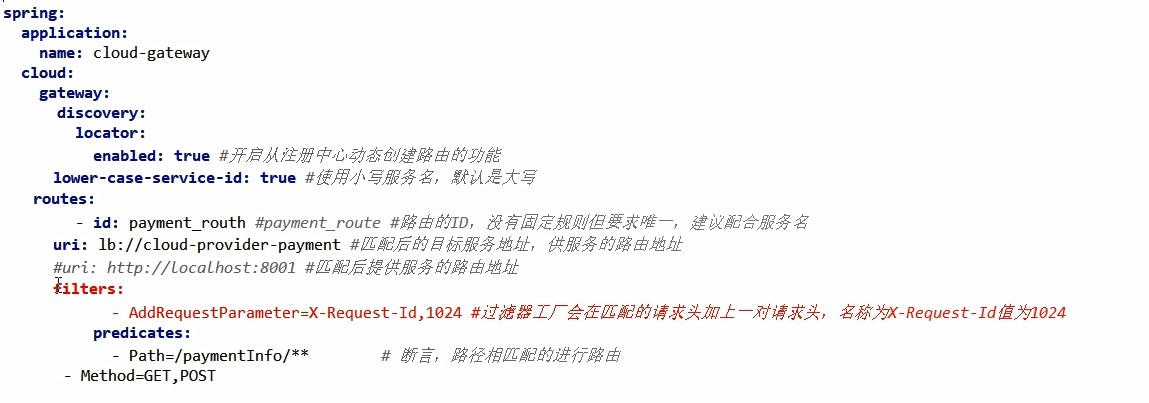 spring:
application:
name: cloud-gateway
cloud:
gateway:
discovery:
locator:
enabled: true #开启从注册中心动态创建路由的功能
lower-case-service-id: true #使用小写服务名，默认是大写
routes:
- id: payment_routh #payment_route #路由的ID，没有固定规则但要求唯一，建议配合服务名
uri: lb://cloud-provider-payment #匹配后的目标服务地址，供服务的路由地址
#uri: http://localhost:8001 #匹配后提供服务的路由地址
filters:
- AddRequestParameter=X-Request-Id,1024 #过滤器工厂会在匹配的请求头加上一对请求头，名称为X-Request-Id值为1024
predicates:
- Path=/paymentInfo/** # 断言，路径相匹配的进行路由
- Method=GET,POST